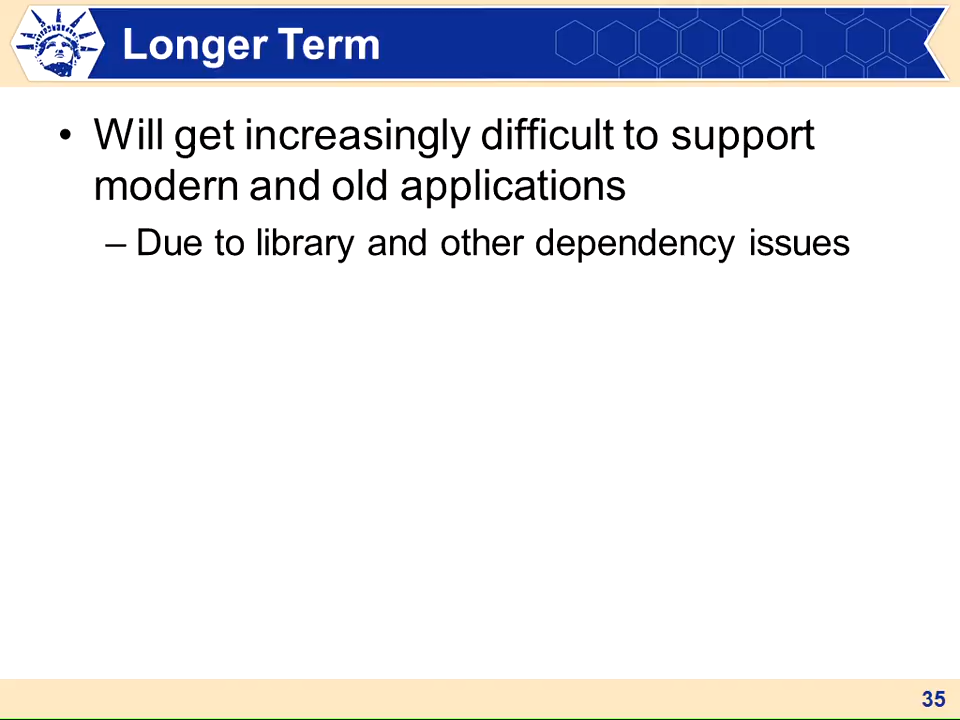 Longer Term
• Will get increasingly difficult to support
modern and old applications
– Due to library and other dependency issues
35